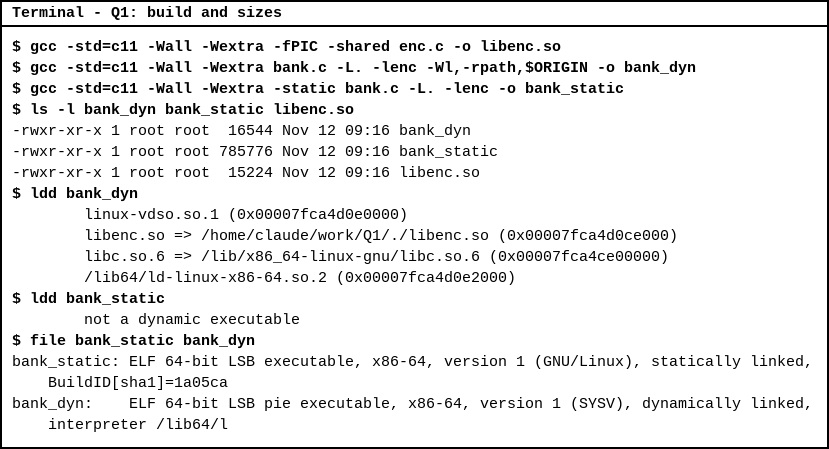 Terminal - Q1: build and sizes
$ gcc -std=c11 -Wall -Wextra -fPIC -shared enc.c -o libenc.so
$ gcc -std=c11 -Wall -Wextra bank.c -L. -lenc -Wl,-rpath,$ORIGIN -o bank_dyn
$ gcc -std=c11 -Wall -Wextra -static bank.c -L. -lenc -o bank_static
$ ls -l bank_dyn bank_static libenc.so
-rwxr-xr-x 1 root root  16544 Nov 12 09:16 bank_dyn
-rwxr-xr-x 1 root root 785776 Nov 12 09:16 bank_static
-rwxr-xr-x 1 root root  15224 Nov 12 09:16 libenc.so
$ ldd bank_dyn
        linux-vdso.so.1 (0x00007fca4d0e0000)
        libenc.so => /home/claude/work/Q1/./libenc.so (0x00007fca4d0ce000)
        libc.so.6 => /lib/x86_64-linux-gnu/libc.so.6 (0x00007fca4ce00000)
        /lib64/ld-linux-x86-64.so.2 (0x00007fca4d0e2000)
$ ldd bank_static
        not a dynamic executable
$ file bank_static bank_dyn
bank_static: ELF 64-bit LSB executable, x86-64, version 1 (GNU/Linux), statically linked,
    BuildID[sha1]=1a05ca
bank_dyn:    ELF 64-bit LSB pie executable, x86-64, version 1 (SYSV), dynamically linked,
    interpreter /lib64/l